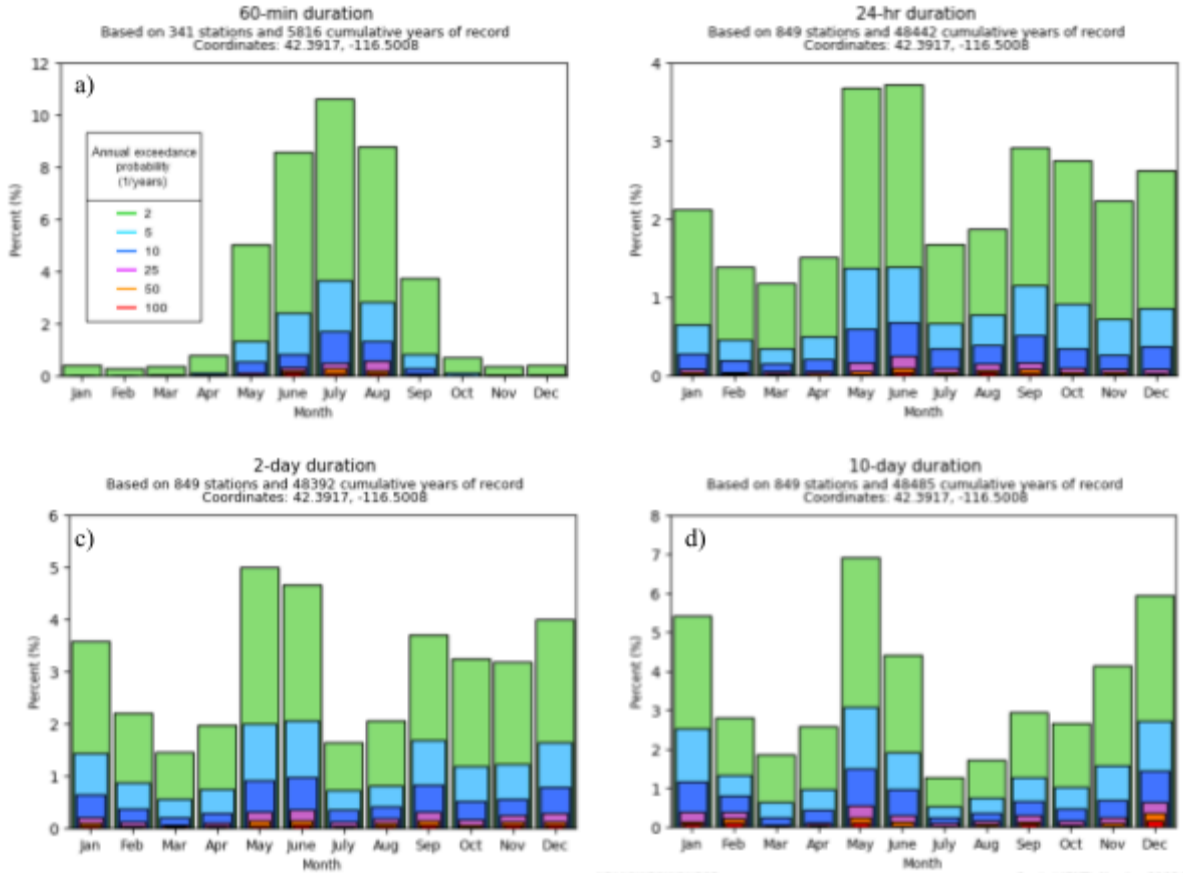 60-min duration
Based on 341 stations and 5816 cumulative years of record
Coordinates: 42.3917, -116.5008
a)
Annual exceedance
probability
(1/years)
2
5
10
25
50
100
12
10
8
6
4
2
0
Percent (%)
Jan Feb Mar Apr May June July Aug Sep Oct Nov Dec
Month
24-hr duration
Based on 849 stations and 48442 cumulative years of record
Coordinates: 42.3917, -116.5008
4
3
2
1
0
Percent (%)
Jan Feb Mar Apr May June July Aug Sep Oct Nov Dec
Month
2-day duration
Based on 849 stations and 48392 cumulative years of record
Coordinates: 42.3917, -116.5008
c)
6
5
4
3
2
1
0
Percent (%)
Jan Feb Mar Apr May June July Aug Sep Oct Nov Dec
Month
10-day duration
Based on 849 stations and 48485 cumulative years of record
Coordinates: 42.3917, -116.5008
d)
8
7
6
5
4
3
2
1
0
Percent (%)
Jan Feb Mar Apr May June July Aug Sep Oct Nov Dec
Month